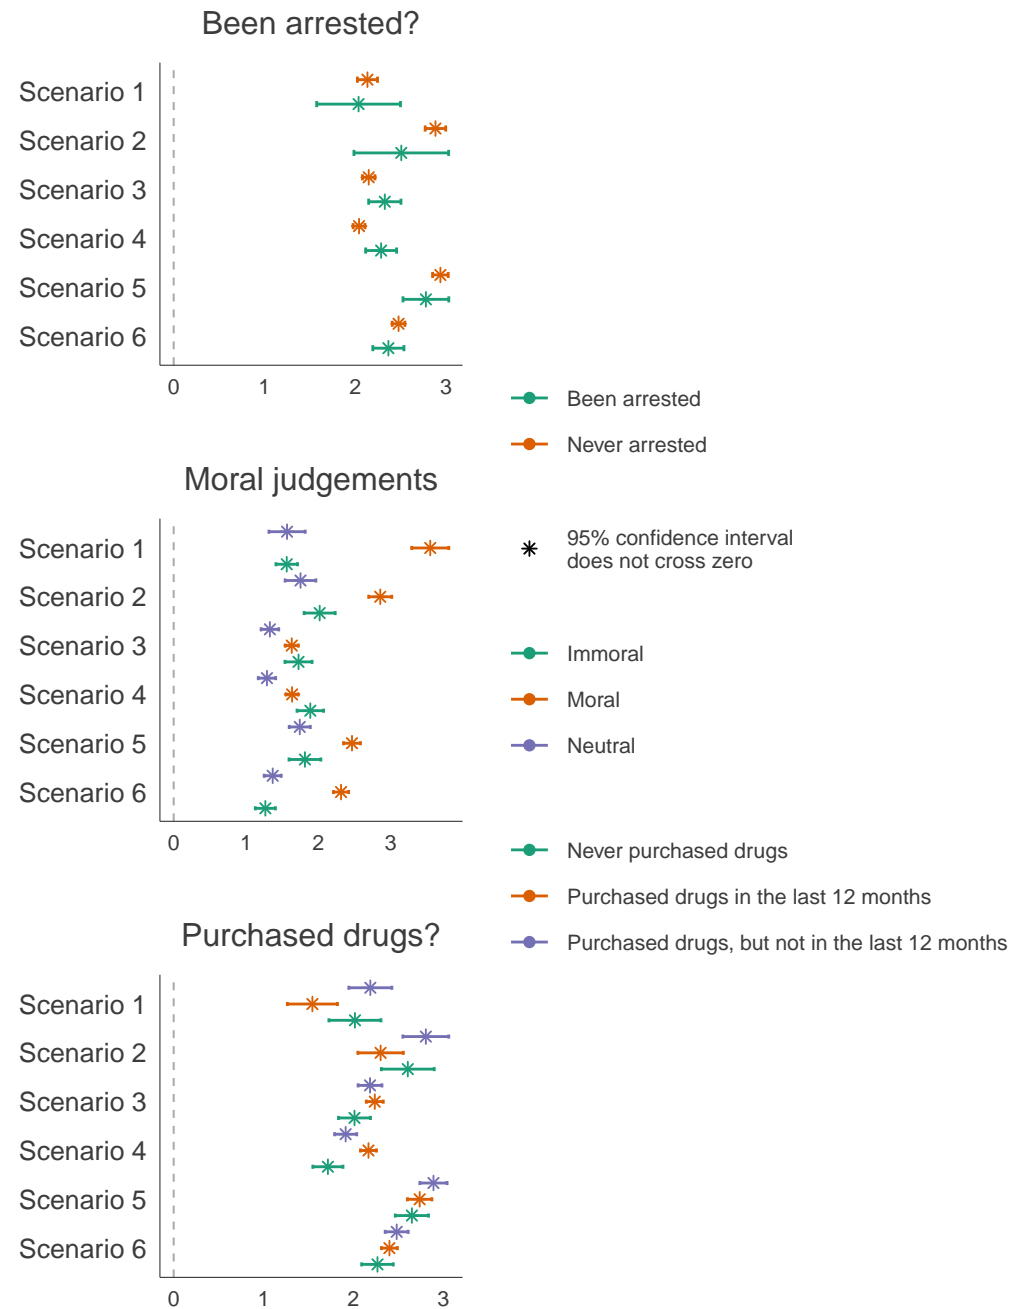 Been arrested?
Scenario 1
Scenario 2
Scenario 3
Scenario 4
Scenario 5
Scenario 6
0 1 2 3
Been arrested
Never arrested
Moral judgements
Scenario 1
Scenario 2
Scenario 3
Scenario 4
Scenario 5
Scenario 6
0 1 2 3
95% confidence interval
does not cross zero
Immoral
Moral
Neutral
Never purchased drugs
Purchased drugs in the last 12 months
Purchased drugs, but not in the last 12 months
Purchased drugs?
Scenario 1
Scenario 2
Scenario 3
Scenario 4
Scenario 5
Scenario 6
0 1 2 3